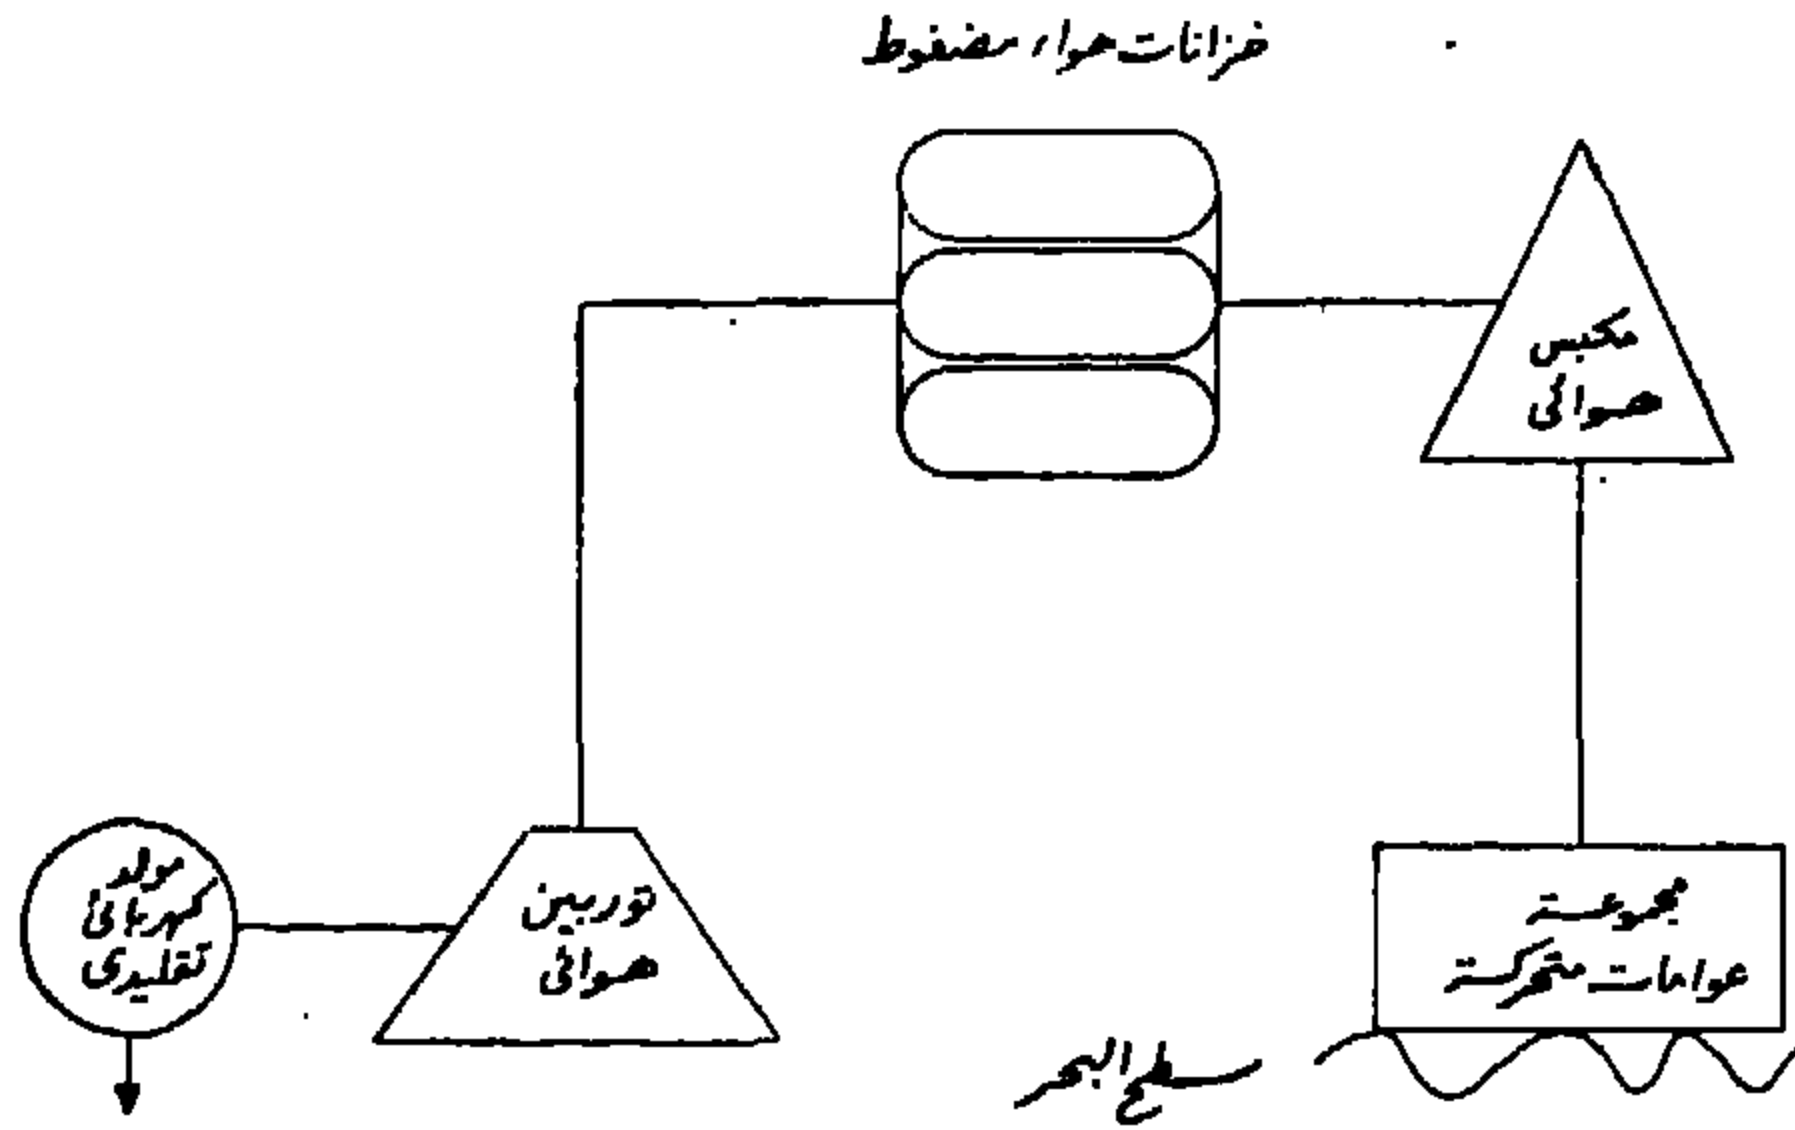 خزانات هواء مضغوط
مكبس
هوائى
مجموعة
عوامات متحركة
سطح البحر
توربين
هوائى
مولد
كهربائى
تقليدى